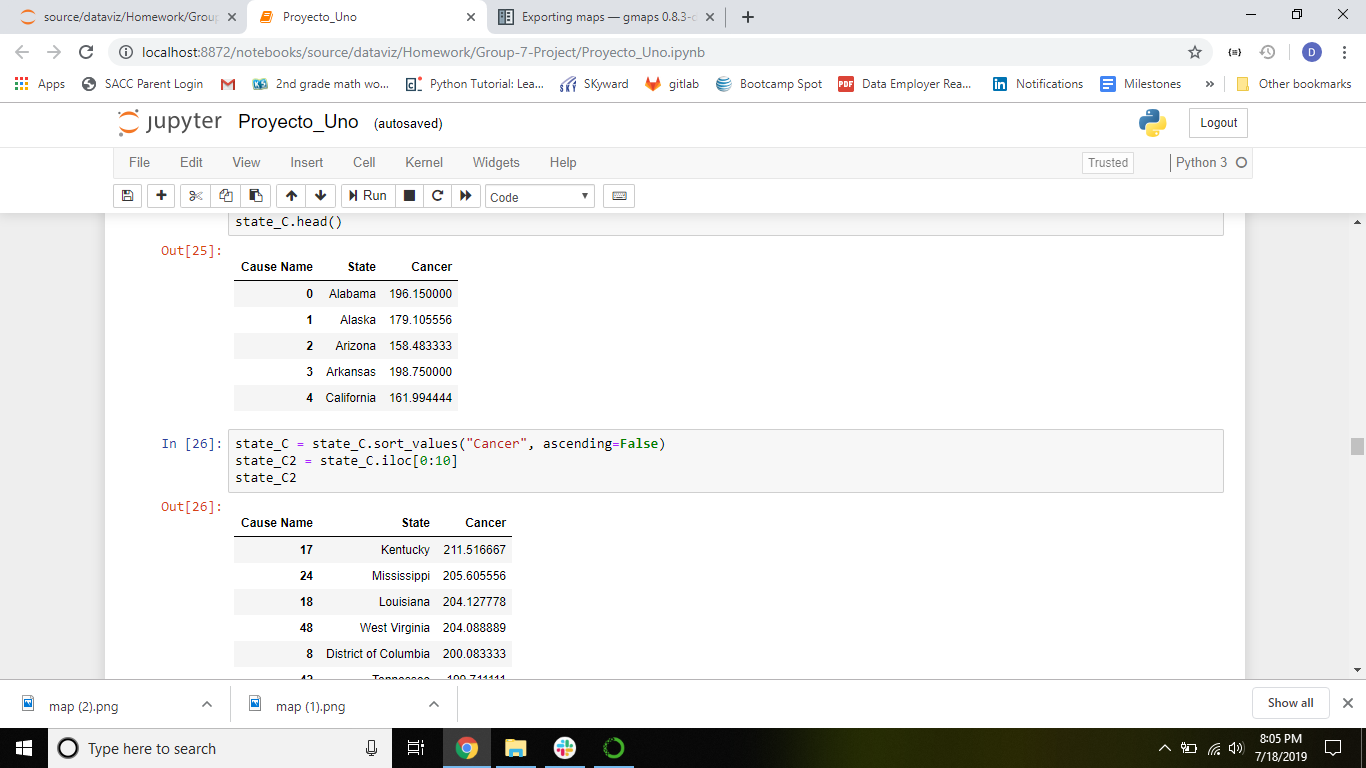 source/dataviz/Homework/Grou
Proyecto_Uno
Exporting maps — gmaps 0.8.3-d
localhost:8872/notebooks/source/dataviz/Homework/Group-7-Project/Proyecto_Uno.ipynb
D
Apps
SACC Parent Login
2nd grade math wo...
Python Tutorial: Lea...
SKyward
gitlab
Bootcamp Spot
PDF
Data Employer Rea...
Notifications
Milestones
»
Other bookmarks
jupyter Proyecto_Uno (autosaved)
Logout
File Edit View Insert Cell Kernel Widgets Help
Trusted
Python 3
Run
Code
state_C.head()
Out[25]:
Cause Name State Cancer
0 Alabama 196.150000
1 Alaska 179.105556
2 Arizona 158.483333
3 Arkansas 198.750000
4 California 161.994444
In [26]: state_C = state_C.sort_values("Cancer", ascending=False)
state_C2 = state_C.iloc[0:10]
state_C2
Out[26]:
Cause Name State Cancer
17 Kentucky 211.516667
24 Mississippi 205.605556
18 Louisiana 204.127778
48 West Virginia 204.088889
8 District of Columbia 200.083333
Tennessee
map (2).png
map (1).png
Show all
Type here to search
8:05 PM
7/18/2019